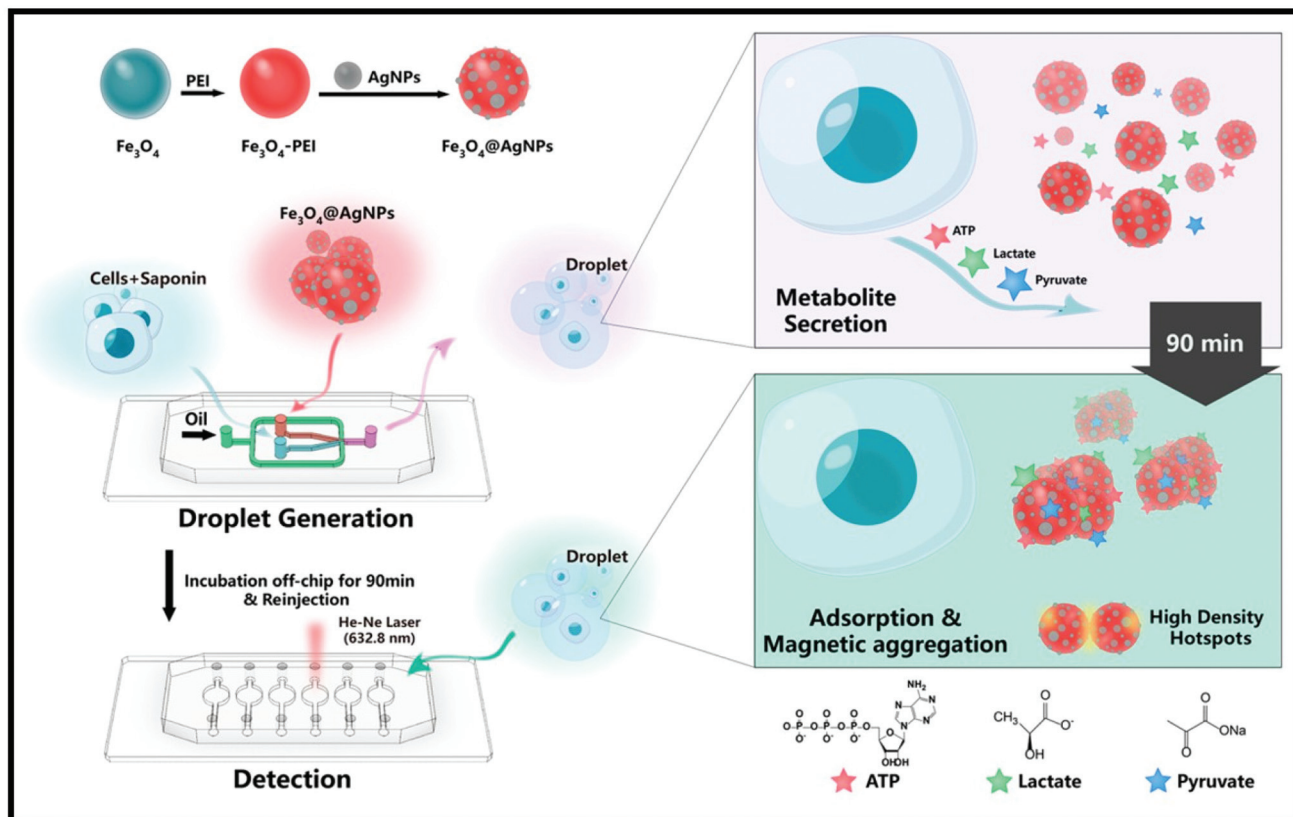 PEI
AgNPs
Fe₃O₄
Fe₃O₄-PEI
Fe₃O₄@AgNPs
Fe₃O₄@AgNPs
Cells+Saponin
Droplet
Oil
Droplet Generation
Incubation off-chip for 90min
& Reinjection
He-Ne Laser
(632.8 nm)
Droplet
Detection
ATP
Lactate
Pyruvate
Metabolite
Secretion
90 min
Adsorption &
Magnetic aggregation
High Density
Hotspots
NH₂
N
N
N
N
O
O
O
O⁻
P
O
P
O
P
O
O⁻
O⁻
O⁻
O
OHOH
ATP
CH₃
O
O⁻
OH
Lactate
O
ONa
O
Pyruvate